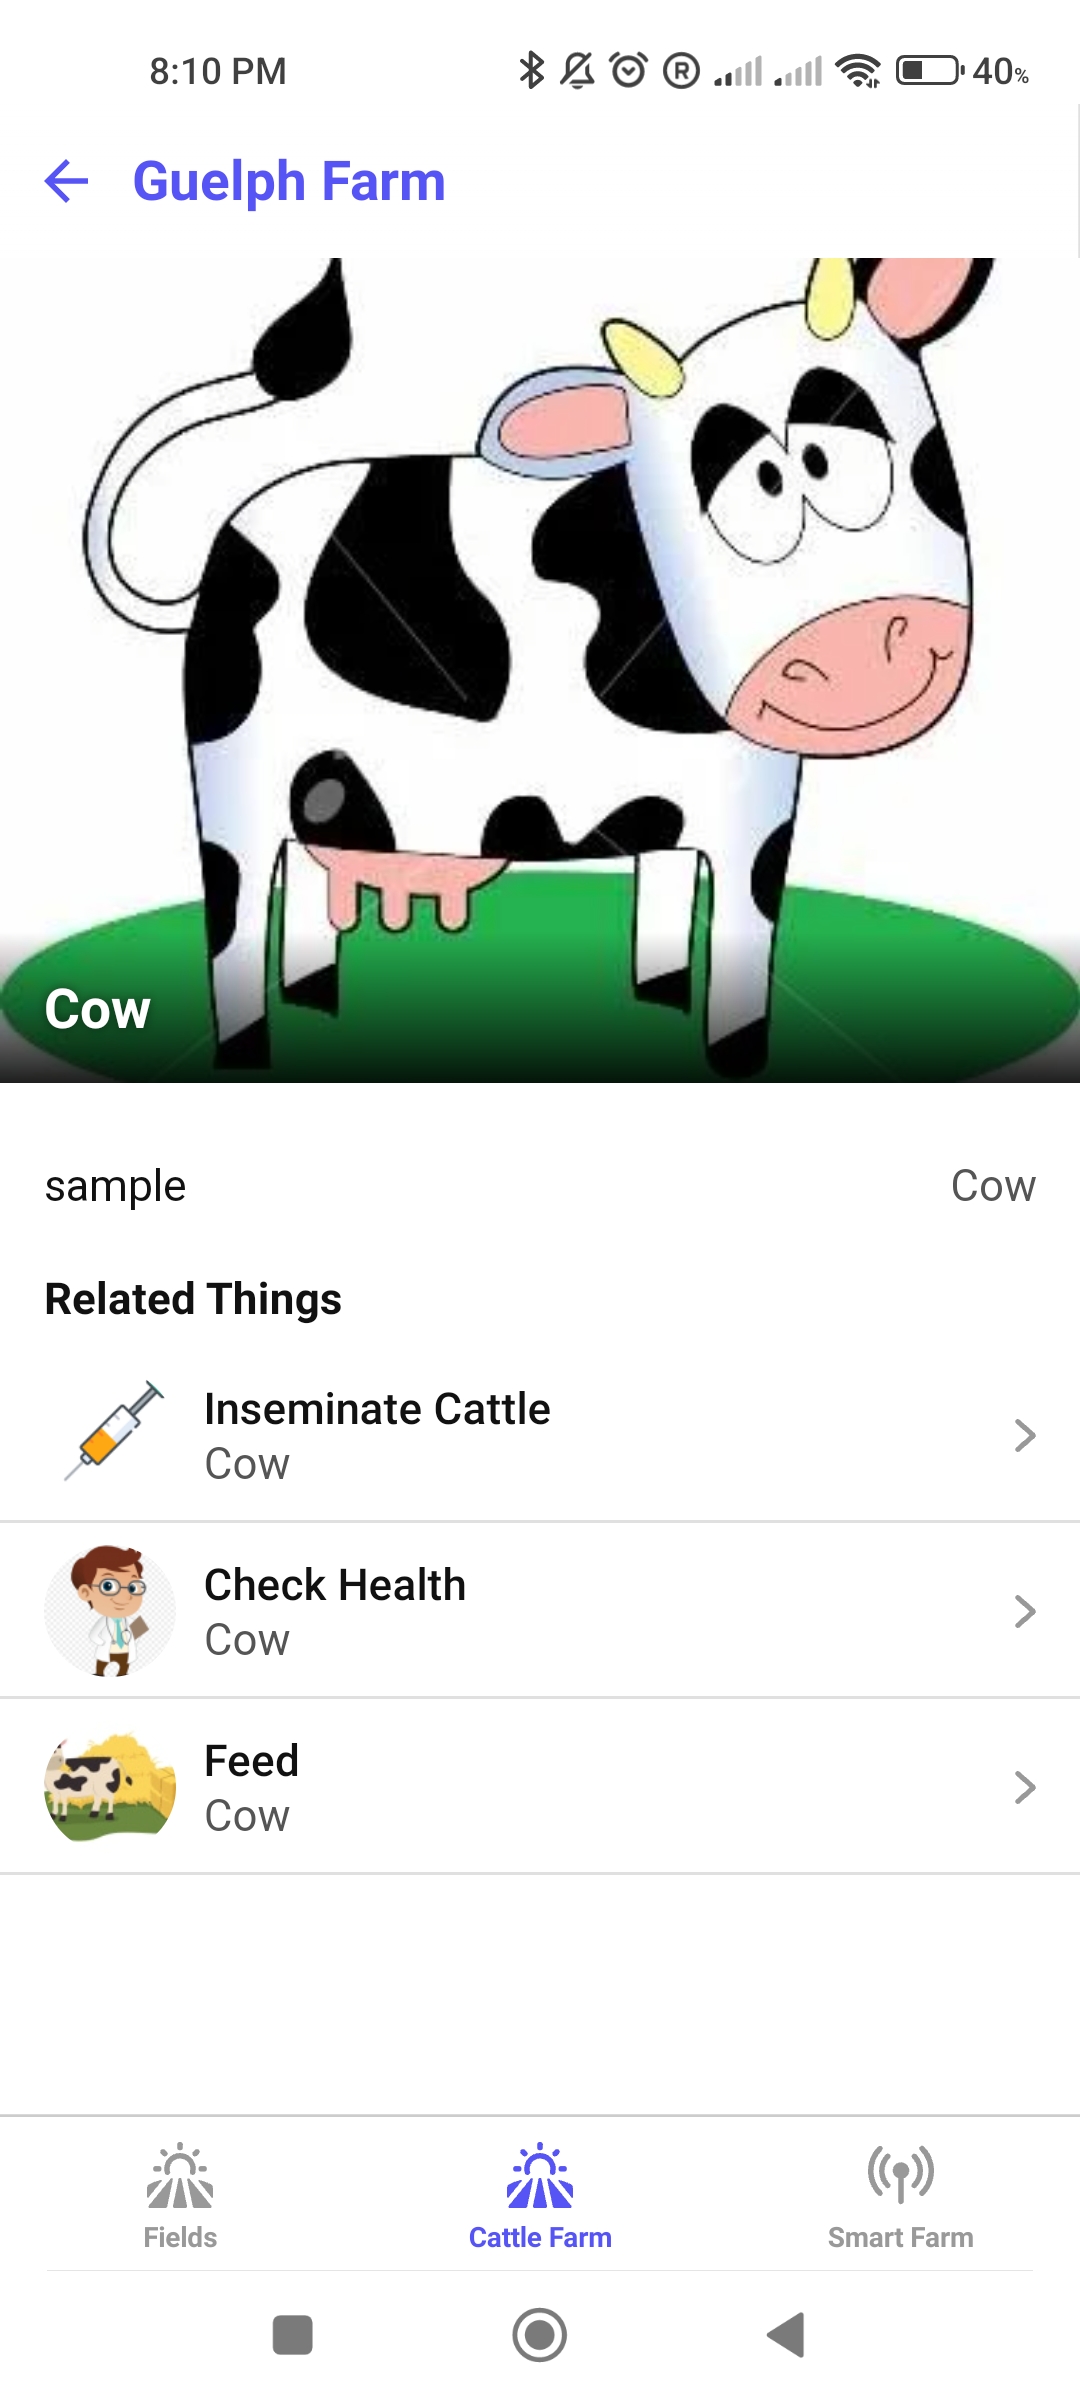 8:10 PM
40%
Guelph Farm
Cow
sample
Cow
Related Things
Inseminate Cattle
Cow
Check Health
Cow
Feed
Cow
Fields
Cattle Farm
Smart Farm